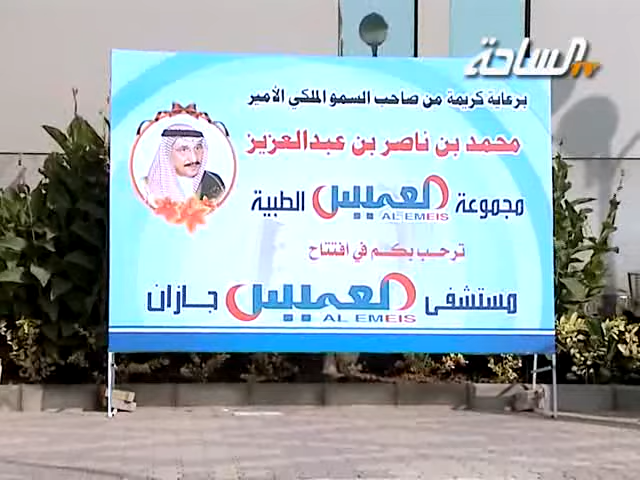 الساحة TV
برعاية كريمة من صاحب السمو الملكي الأمير
محمد بن ناصر بن عبدالعزيز
مجموعة العميس الطبية
AL EMEIS
ترحب بكم في افتتاح
مستشفى العميس جازان
AL EMEIS